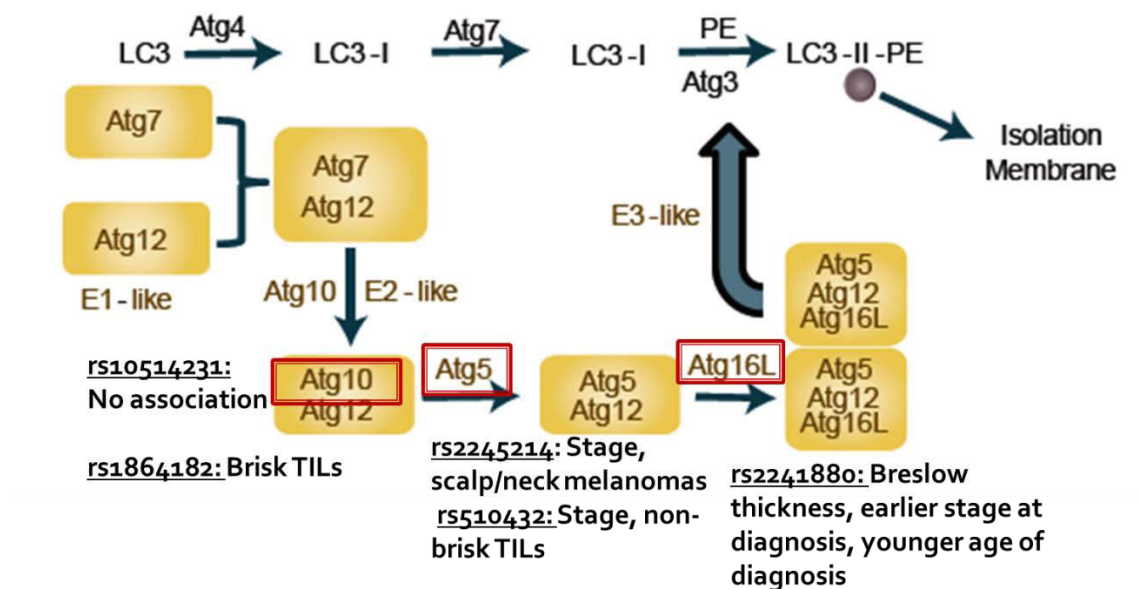 LC3 Atg4 LC3-I Atg7 LC3-I PE Atg3 LC3-II-PE
Isolation
Membrane
Atg7
Atg12
E1-like
Atg7
Atg12
Atg10 E2-like
E3-like
Atg5
Atg12
Atg16L
rs10514231:
No association
Atg10
Atg12
Atg5
Atg5
Atg12
Atg16L
Atg5
Atg12
Atg16L
rs1864182: Brisk TILs
rs2245214: Stage,
scalp/neck melanomas
rs510432: Stage, non-
brisk TILs
rs2241880: Breslow
thickness, earlier stage at
diagnosis, younger age of
diagnosis